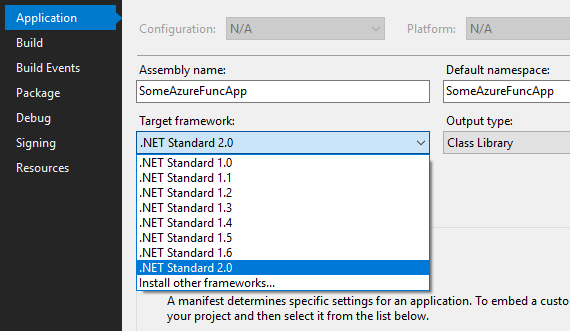 Application
Build
Build Events
Package
Debug
Signing
Resources
Configuration: N/A Platform: N/A
Assembly name: Default namespace:
SomeAzureFuncApp SomeAzureFuncApp
Target framework: Output type:
.NET Standard 2.0 Class Library
.NET Standard 1.0
.NET Standard 1.1
.NET Standard 1.2
.NET Standard 1.3
.NET Standard 1.4
.NET Standard 1.5
.NET Standard 1.6
.NET Standard 2.0
Install other frameworks...
A manifest determines specific settings for an application. To embed a custo
your project and then select it from the list below.